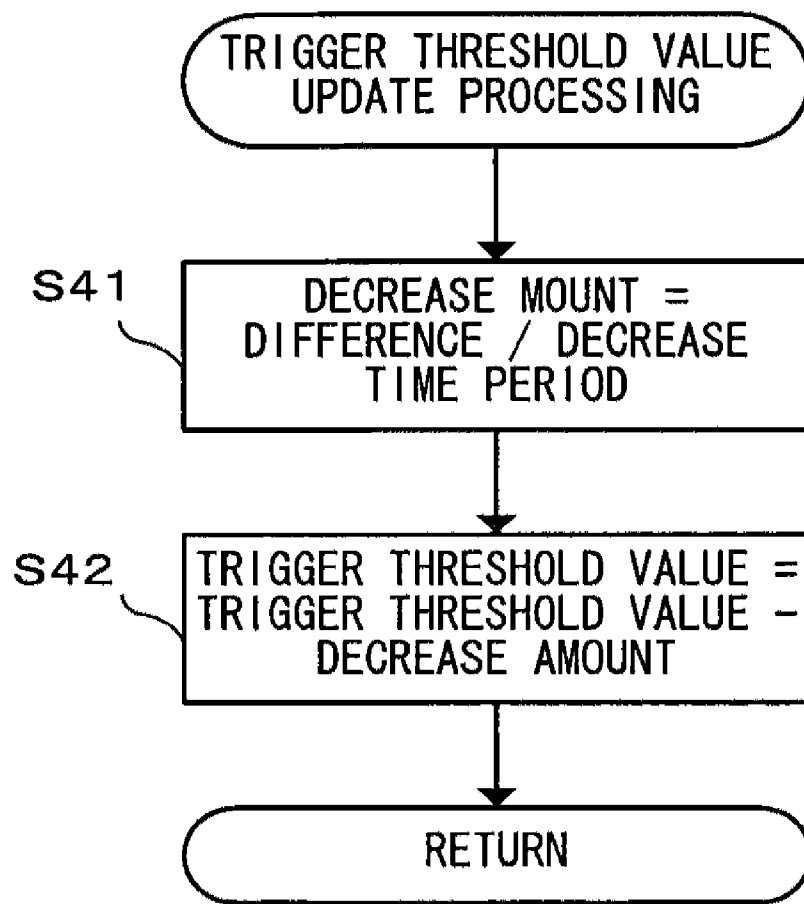 TRIGGER THRESHOLD VALUE
UPDATE PROCESSING
S41
DECREASE MOUNT =
DIFFERENCE / DECREASE
TIME PERIOD
S42
TRIGGER THRESHOLD VALUE =
TRIGGER THRESHOLD VALUE -
DECREASE AMOUNT
RETURN